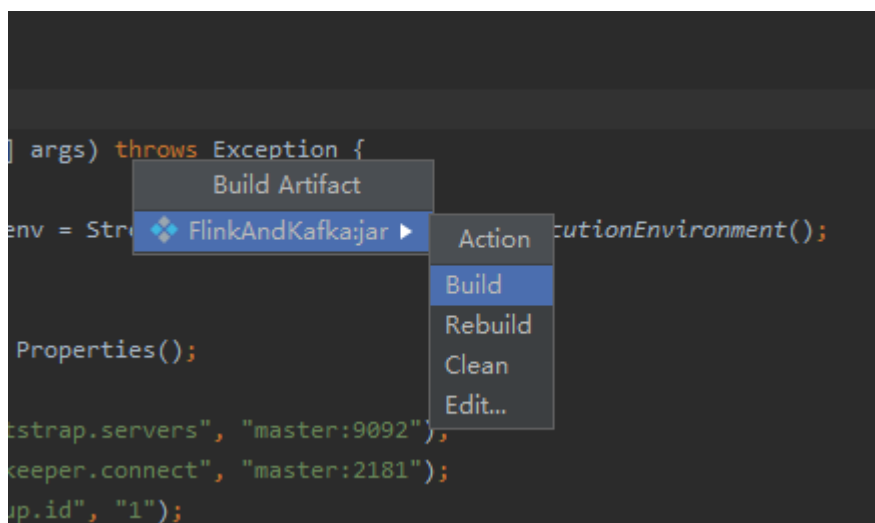 ] args) throws Exception {
Build Artifact
env = Stre FlinkAndKafka:jar Action cutionEnvironment();
Build
Rebuild
Properties();
Clean
Edit...
tstrap.servers", "master:9092");
keeper.connect", "master:2181");
up.id", "1");